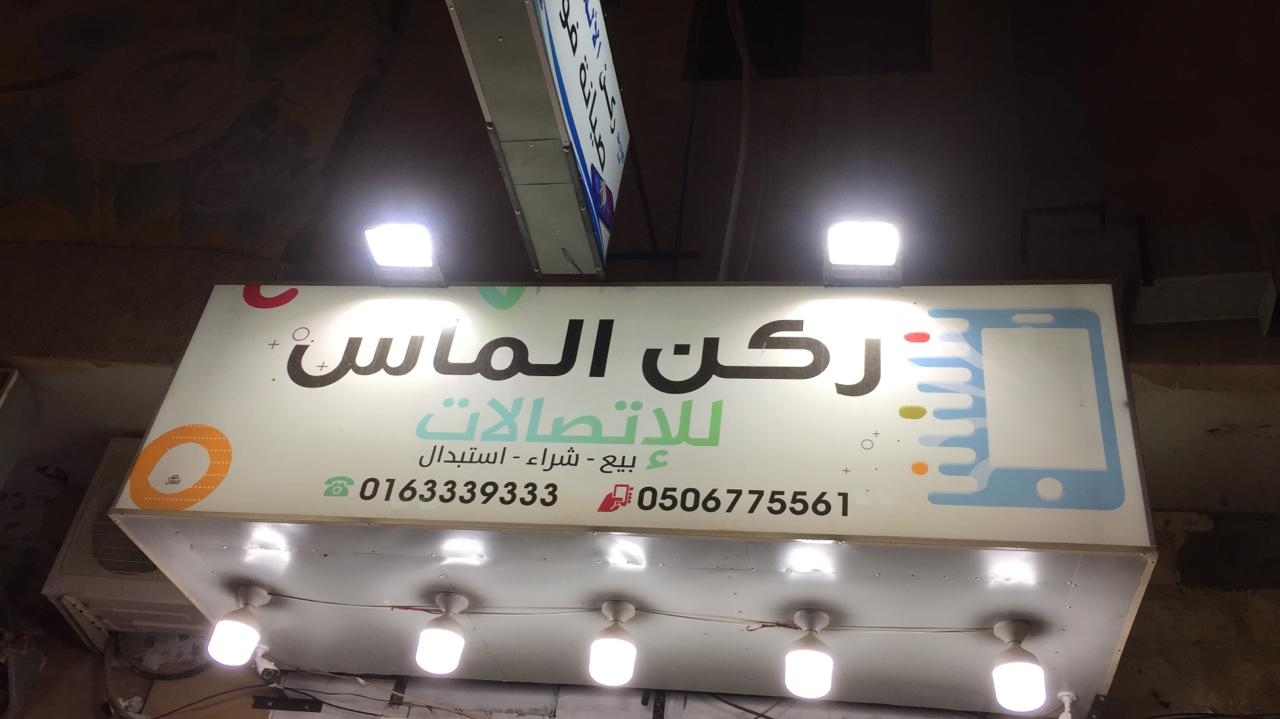 ركن الماس
للإتصالات
بيع - شراء - استبدال
0163339333 0506775561